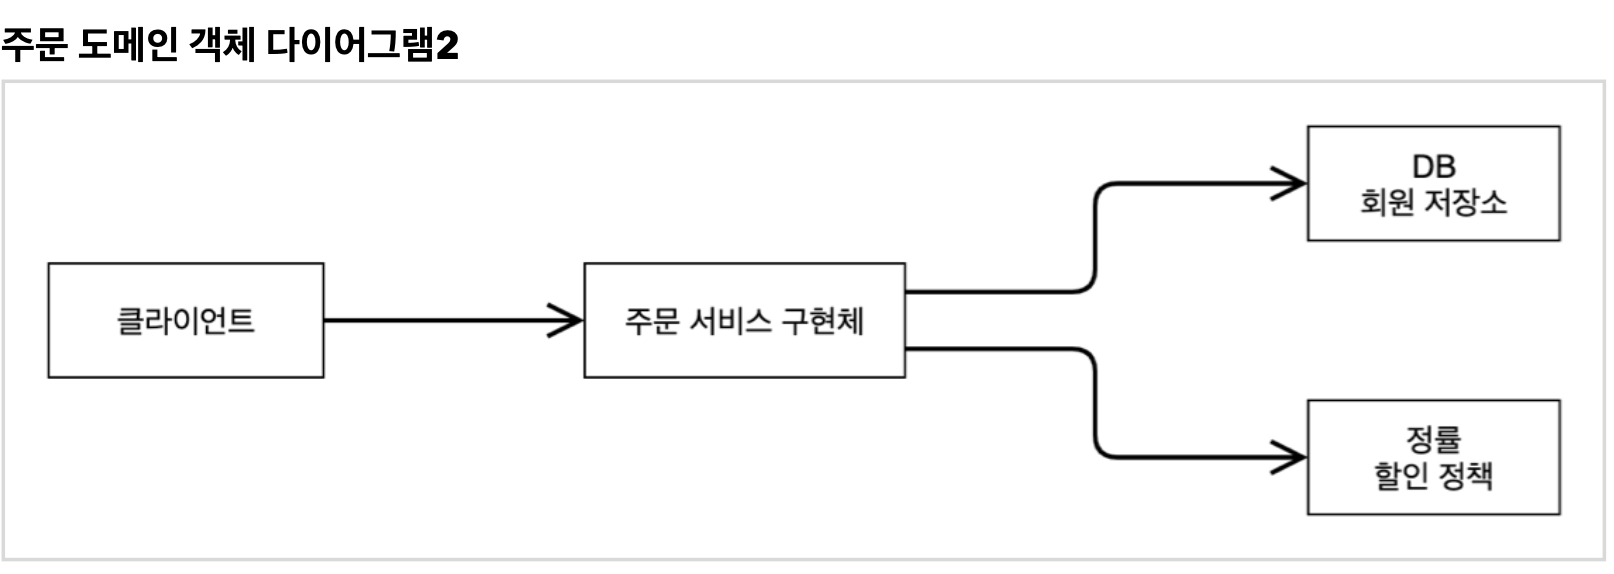 주문 도메인 객체 다이어그램2
클라이언트
주문 서비스 구현체
DB
회원 저장소
정률
할인 정책